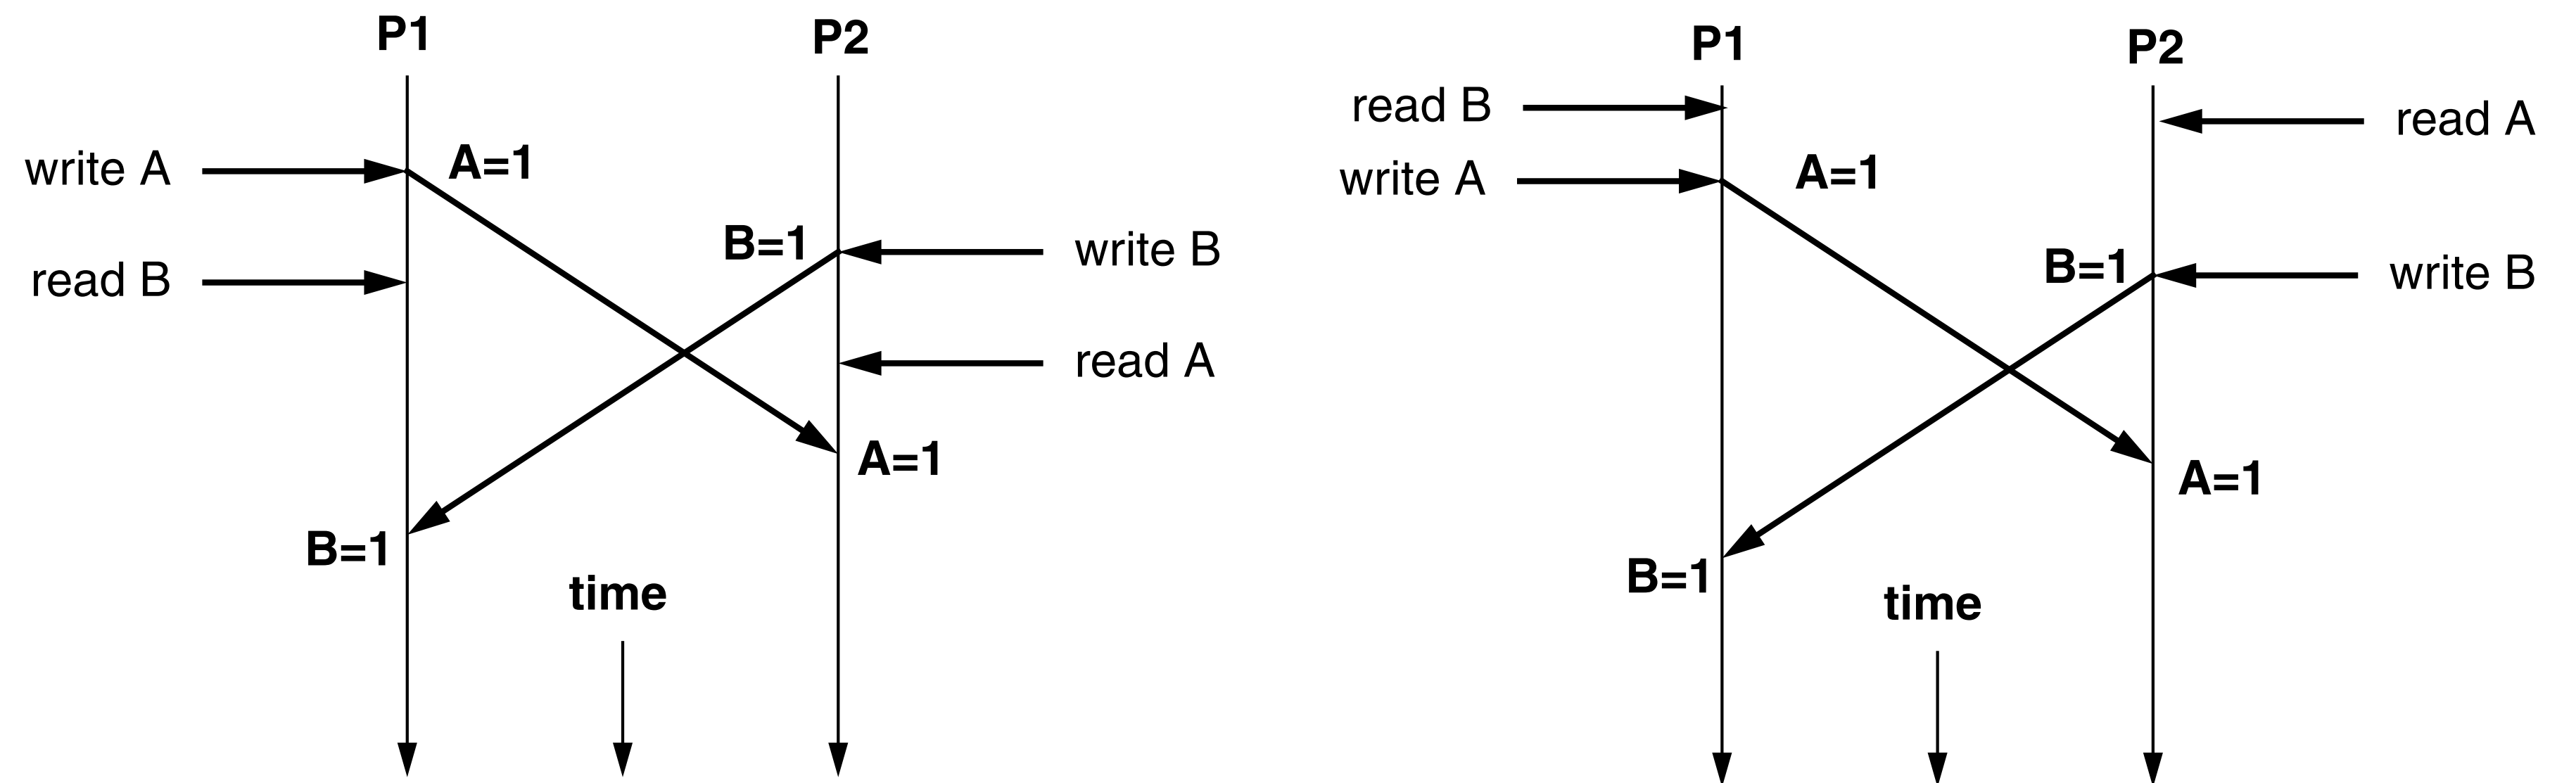 P1
P2
write A
A=1
B=1
write B
read B
read A
A=1
B=1
time
P1
P2
read B
read A
write A
A=1
B=1
write B
A=1
B=1
time